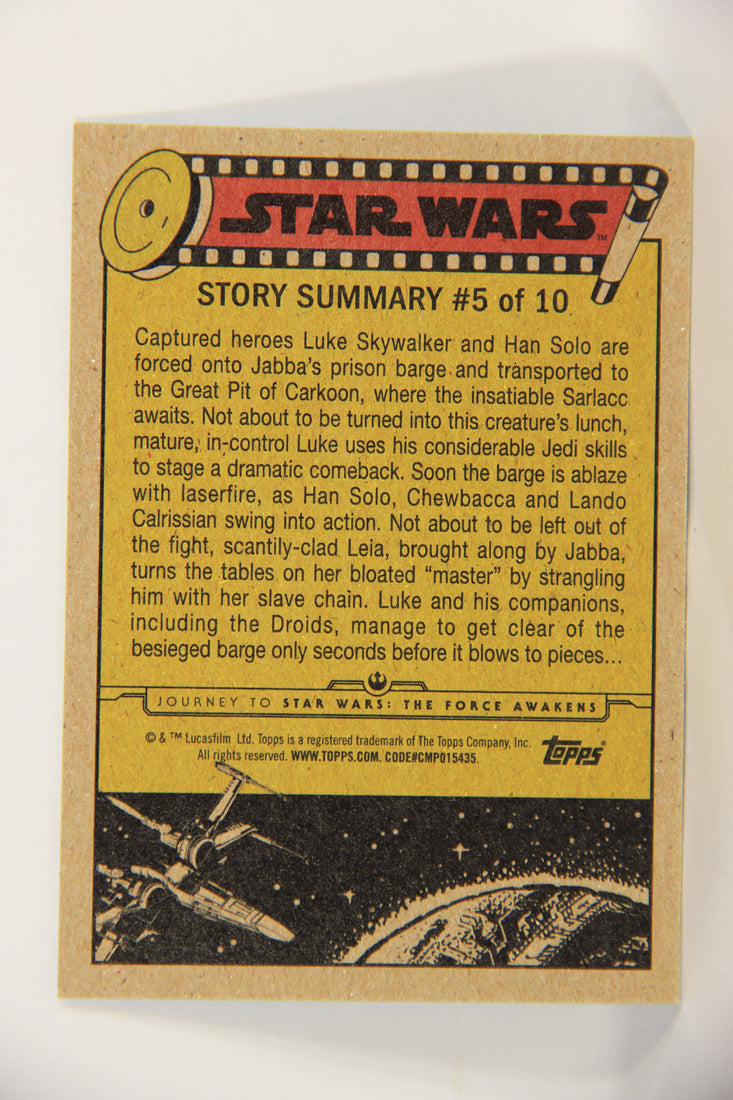 STAR WARS™
STORY SUMMARY #5 of 10
Captured heroes Luke Skywalker and Han Solo are
forced onto Jabba's prison barge and transported to
the Great Pit of Carkoon, where the insatiable Sarlacc
awaits. Not about to be turned into this creature's lunch,
mature, in-control Luke uses his considerable Jedi skills
to stage a dramatic comeback. Soon the barge is ablaze
with laserfire, as Han Solo, Chewbacca and Lando
Calrissian swing into action. Not about to be left out of
the fight, scantily-clad Leia, brought along by Jabba,
turns the tables on her bloated “master” by strangling
him with her slave chain. Luke and his companions,
including the Droids, manage to get clear of the
besieged barge only seconds before it blows to pieces...
JOURNEY TO STAR WARS: THE FORCE AWAKENS
© & ™ Lucasfilm Ltd. Topps is a registered trademark of The Topps Company, Inc.
All rights reserved. WWW.TOPPS.COM. CODE#CMP015435.
topps®